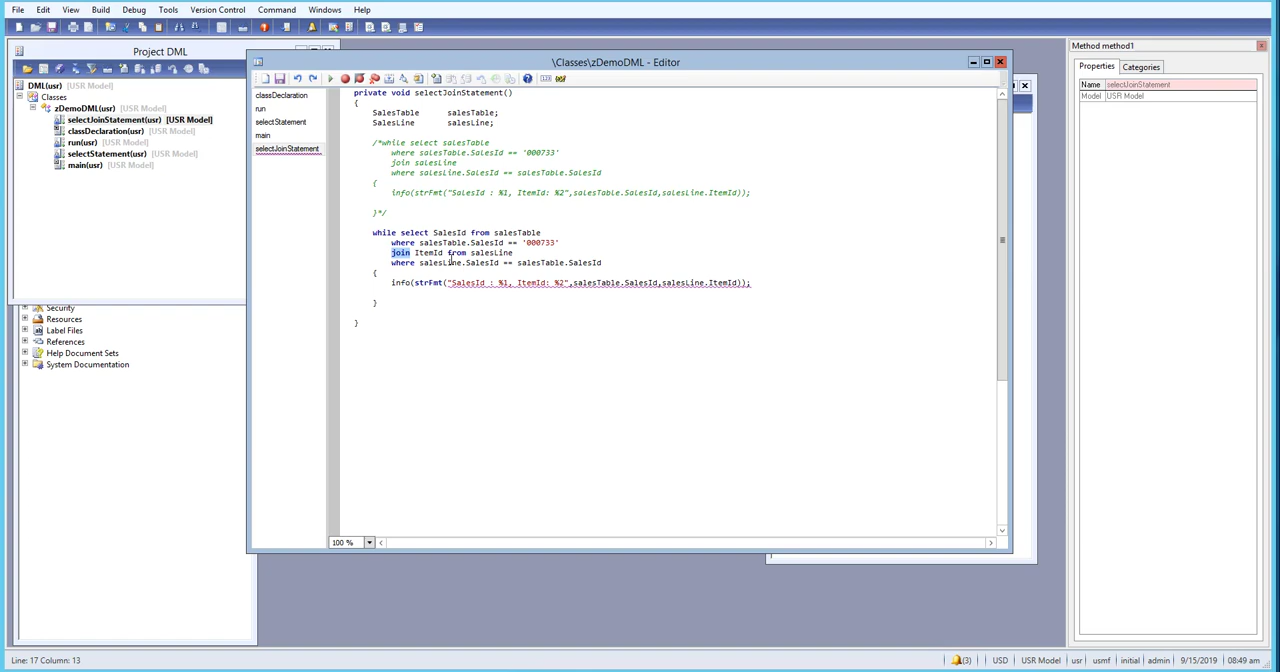 File Edit View Build Debug Tools Version Control Command Windows Help
Project DML
DML(usr) [USR Model]
Classes
zDemoDML(usr) [USR Model]
selectJoinStatement(usr) [USR Model]
classDeclaration(usr) [USR Model]
run(usr) [USR Model]
selectStatement(usr) [USR Model]
main(usr) [USR Model]
Security
Resources
Label Files
References
Help Document Sets
System Documentation
\Classes\zDemoDML - Editor
classDeclaration
run
selectStatement
main
selectJoinStatement
private void selectJoinStatement()
{
SalesTable salesTable;
SalesLine salesLine;
/*while select salesTable
where salesTable.SalesId == '000733'
join salesLine
where salesLine.SalesId == salesTable.SalesId
{
info(strFmt("SalesId : %1, ItemId: %2",salesTable.SalesId,salesLine.ItemId));
}*/
while select SalesId from salesTable
where salesTable.SalesId == '000733'
join ItemId from salesLine
where salesLine.SalesId == salesTable.SalesId
{
info(strFmt("SalesId : %1, ItemId: %2",salesTable.SalesId,salesLine.ItemId));
}
}
100 %
Method method1
Properties Categories
Name selectJoinStatement
Model USR Model
Line: 17 Column: 13
(3) USD USR Model usr usmf initial admin 9/15/2019 08:49 am